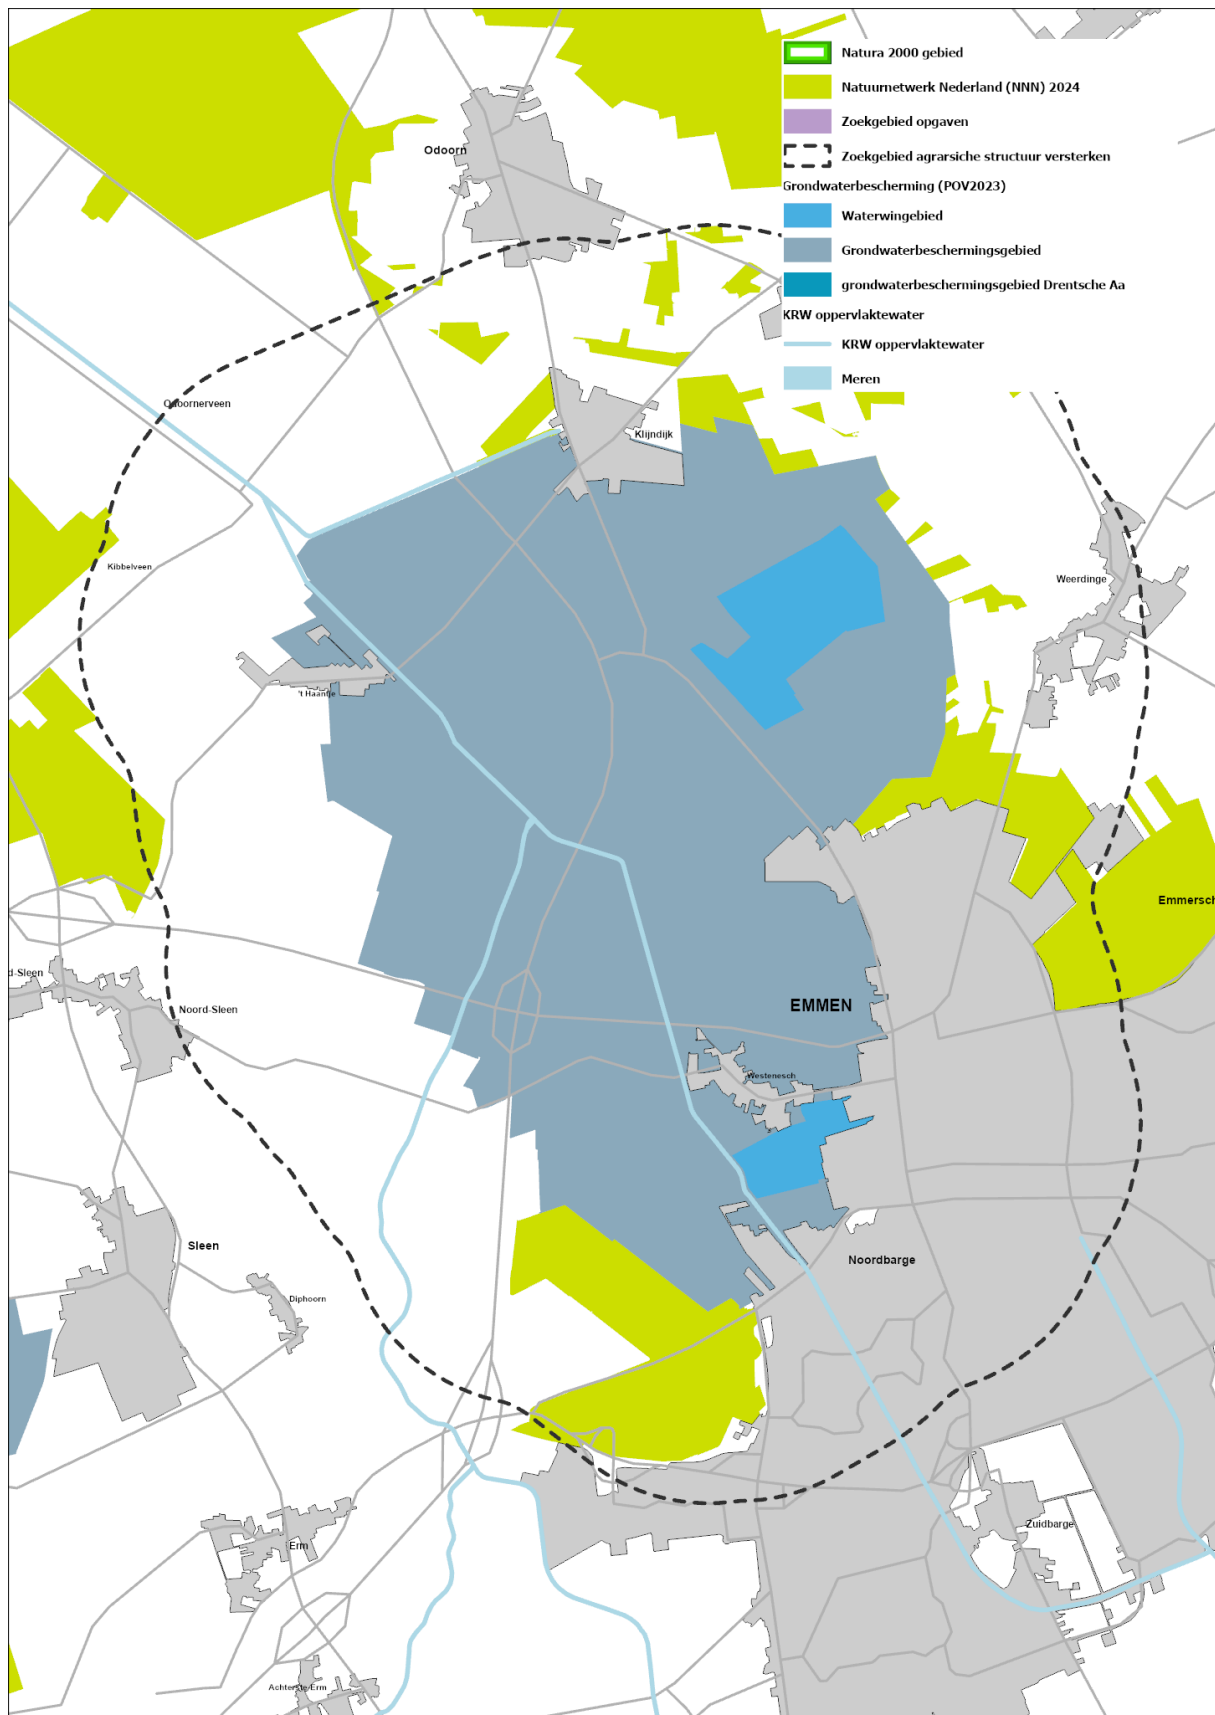 Natura 2000 gebied
Natuurnetwerk Nederland (NNN) 2024
Zoekgebied opgaven
Zoekgebied agrarsiche structuur versterken
Grondwaterbescherming (POV2023)
Waterwingebied
Grondwaterbeschermingsgebied
grondwaterbeschermingsgebied Drentsche Aa
KRW oppervlaktewater
KRW oppervlaktewater
Meren
Odoorn
Odoornerveen
Klijndijk
Kibbelveen
Weerdinge
't Haantje
Emmersch
d-Sleen
EMMEN
Noord-Sleen
Westenesch
Sleen
Noordbarge
Diphoorn
Zuidbarge
Erm
Achterste Erm